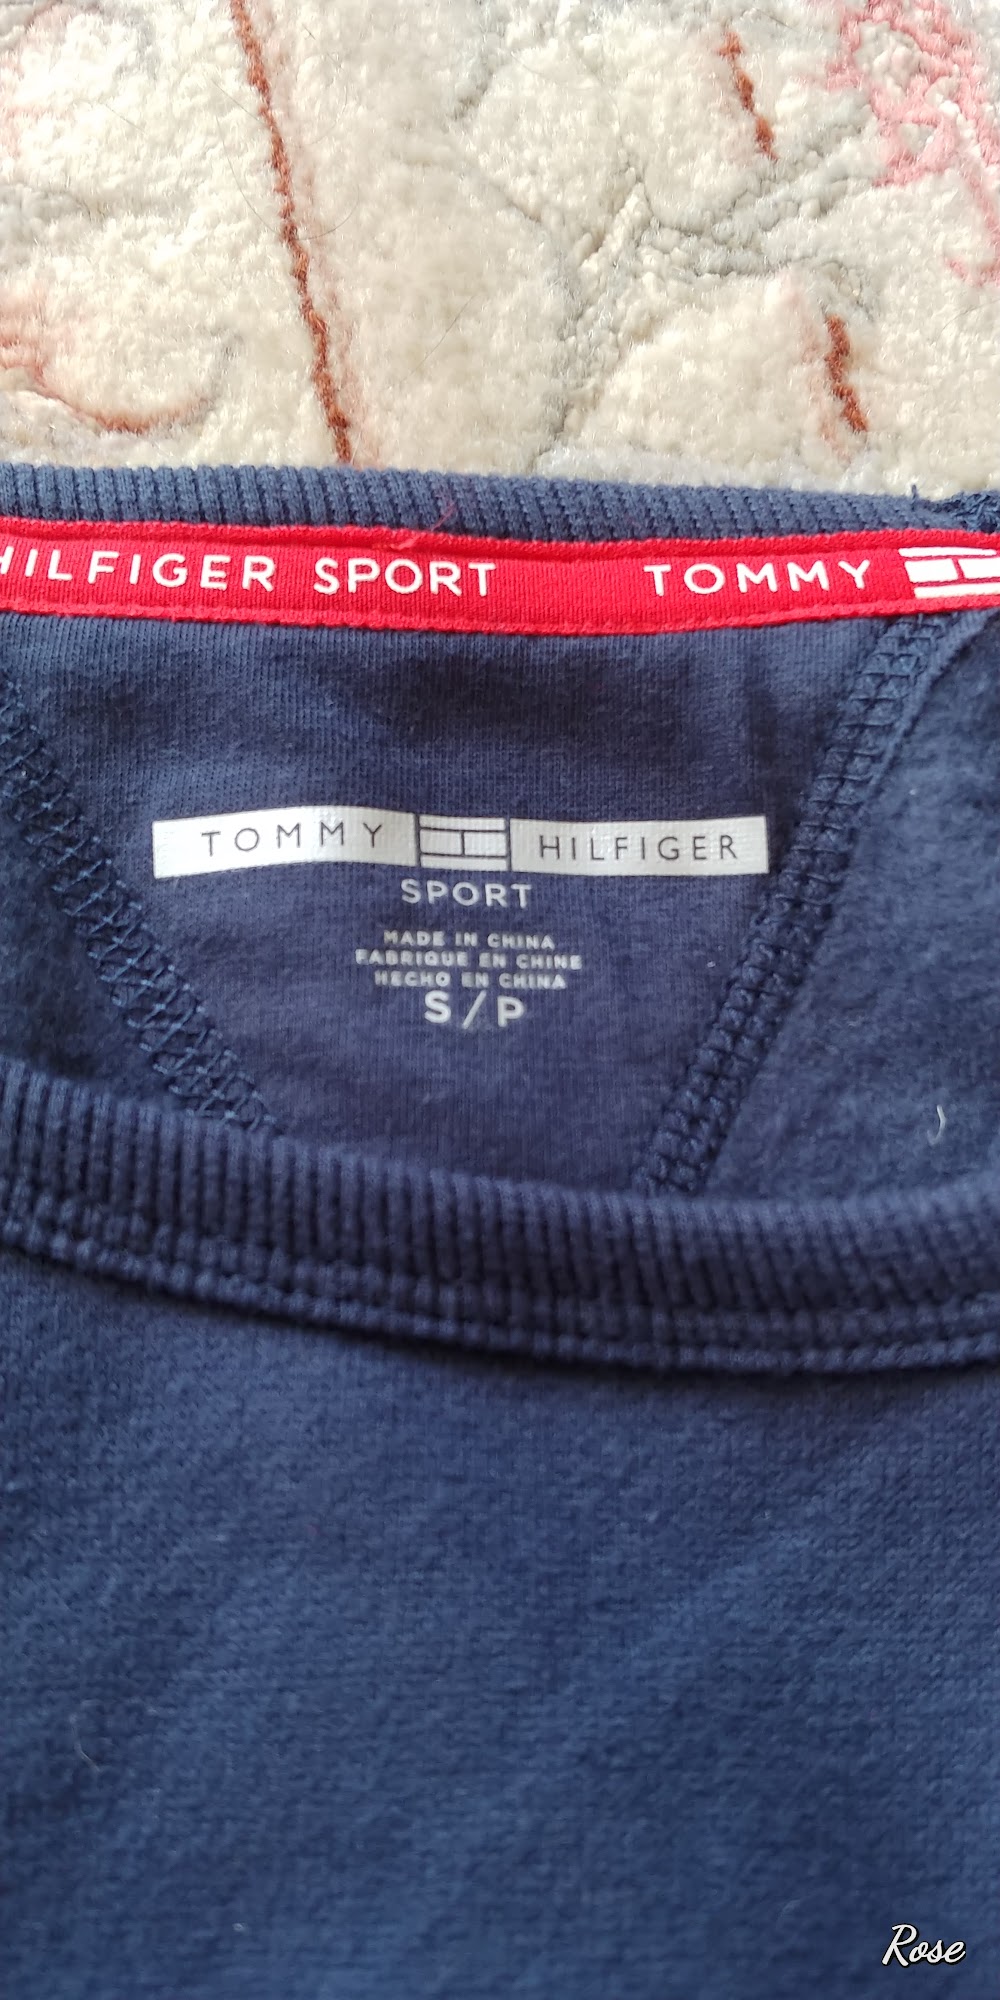 HILFIGER SPORT TOMMY
TOMMY HILFIGER
SPORT
MADE IN CHINA
FABRIQUE EN CHINE
HECHO EN CHINA
S / P
Rose